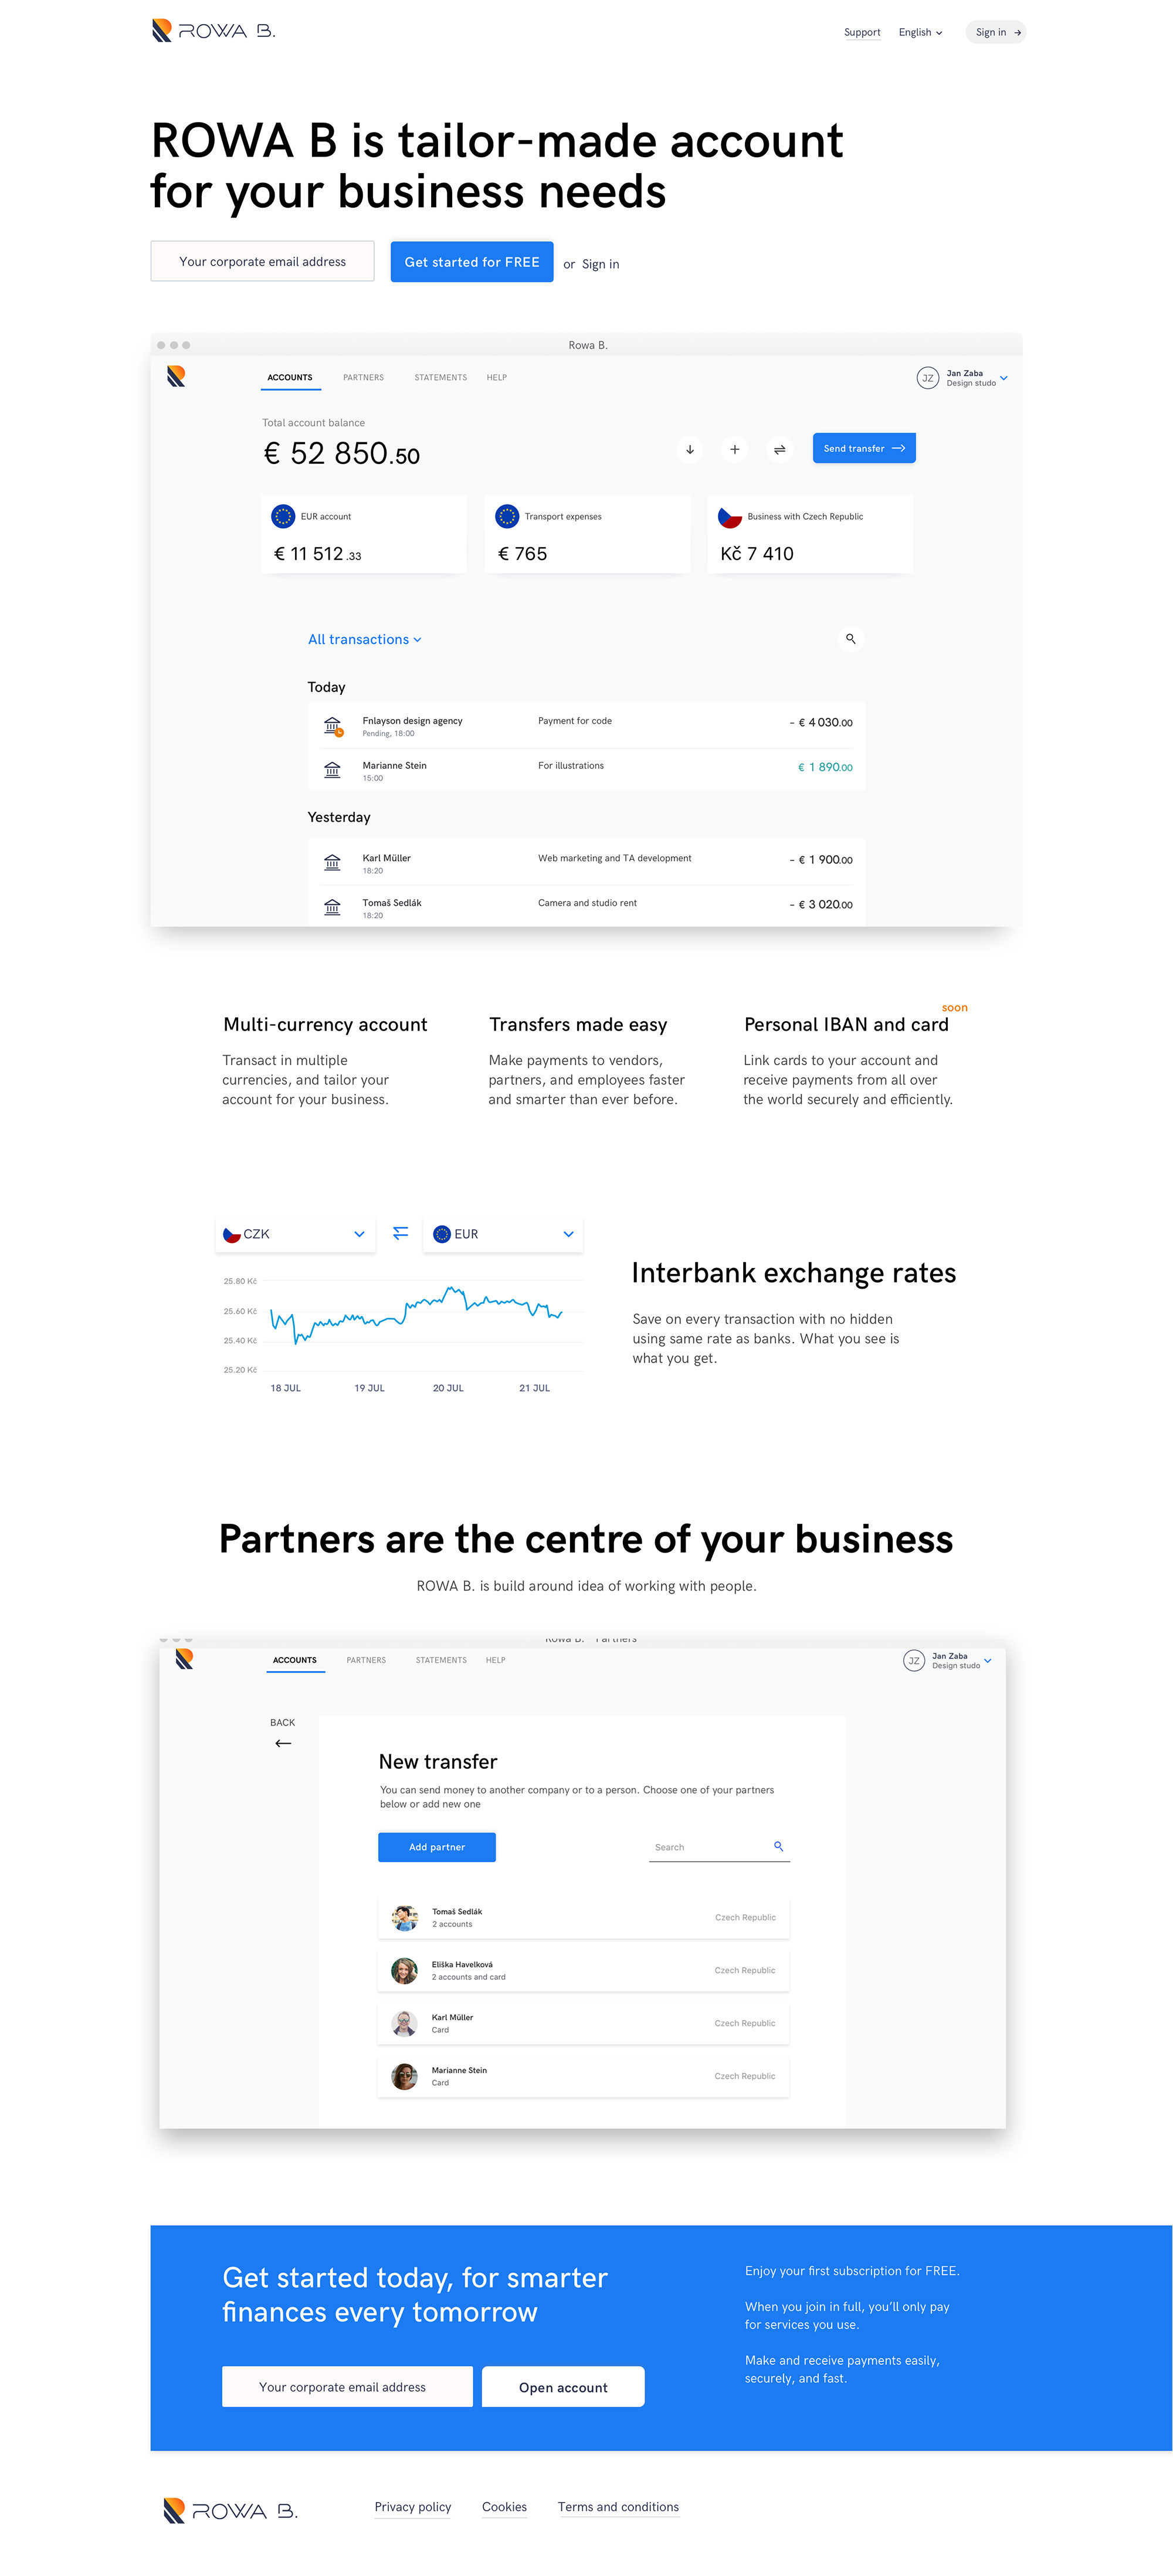 ROWA B.
Support English Sign in
ROWA B is tailor-made account
for your business needs
Your corporate email address Get started for FREE or Sign in
Rowa B.
ACCOUNTS PARTNERS STATEMENTS HELP JZ Jan Zaba
Design studo
Total account balance
€ 52 850.50
Send transfer
EUR account
€ 11 512.33
Transport expenses
€ 765
Business with Czech Republic
Kč 7 410
All transactions
Today
Fnlayson design agency Payment for code - € 4 030.00
Pending, 18:00
Marianne Stein For illustrations € 1 890.00
15:00
Yesterday
Karl Müller Web marketing and TA development - € 1 900.00
18:20
Tomaš Sedlák Camera and studio rent - € 3 020.00
18:20
Multi-currency account
Transact in multiple
currencies, and tailor your
account for your business.
Transfers made easy
Make payments to vendors,
partners, and employees faster
and smarter than ever before.
soon
Personal IBAN and card
Link cards to your account and
receive payments from all over
the world securely and efficiently.
CZK EUR
25.80 Kč
25.60 Kč
25.40 Kč
25.20 Kč
18 JUL 19 JUL 20 JUL 21 JUL
Interbank exchange rates
Save on every transaction with no hidden
using same rate as banks. What you see is
what you get.
Partners are the centre of your business
ROWA B. is build around idea of working with people.
Rowa B. Partners
ACCOUNTS PARTNERS STATEMENTS HELP JZ Jan Zaba
Design studo
BACK
New transfer
You can send money to another company or to a person. Choose one of your partners
below or add new one
Add partner Search
Tomaš Sedlák Czech Republic
2 accounts
Eliška Havelková Czech Republic
2 accounts and card
Karl Müller Czech Republic
Card
Marianne Stein Czech Republic
Card
Get started today, for smarter
finances every tomorrow
Your corporate email address Open account
Enjoy your first subscription for FREE.
When you join in full, you’ll only pay
for services you use.
Make and receive payments easily,
securely, and fast.
ROWA B. Privacy policy Cookies Terms and conditions